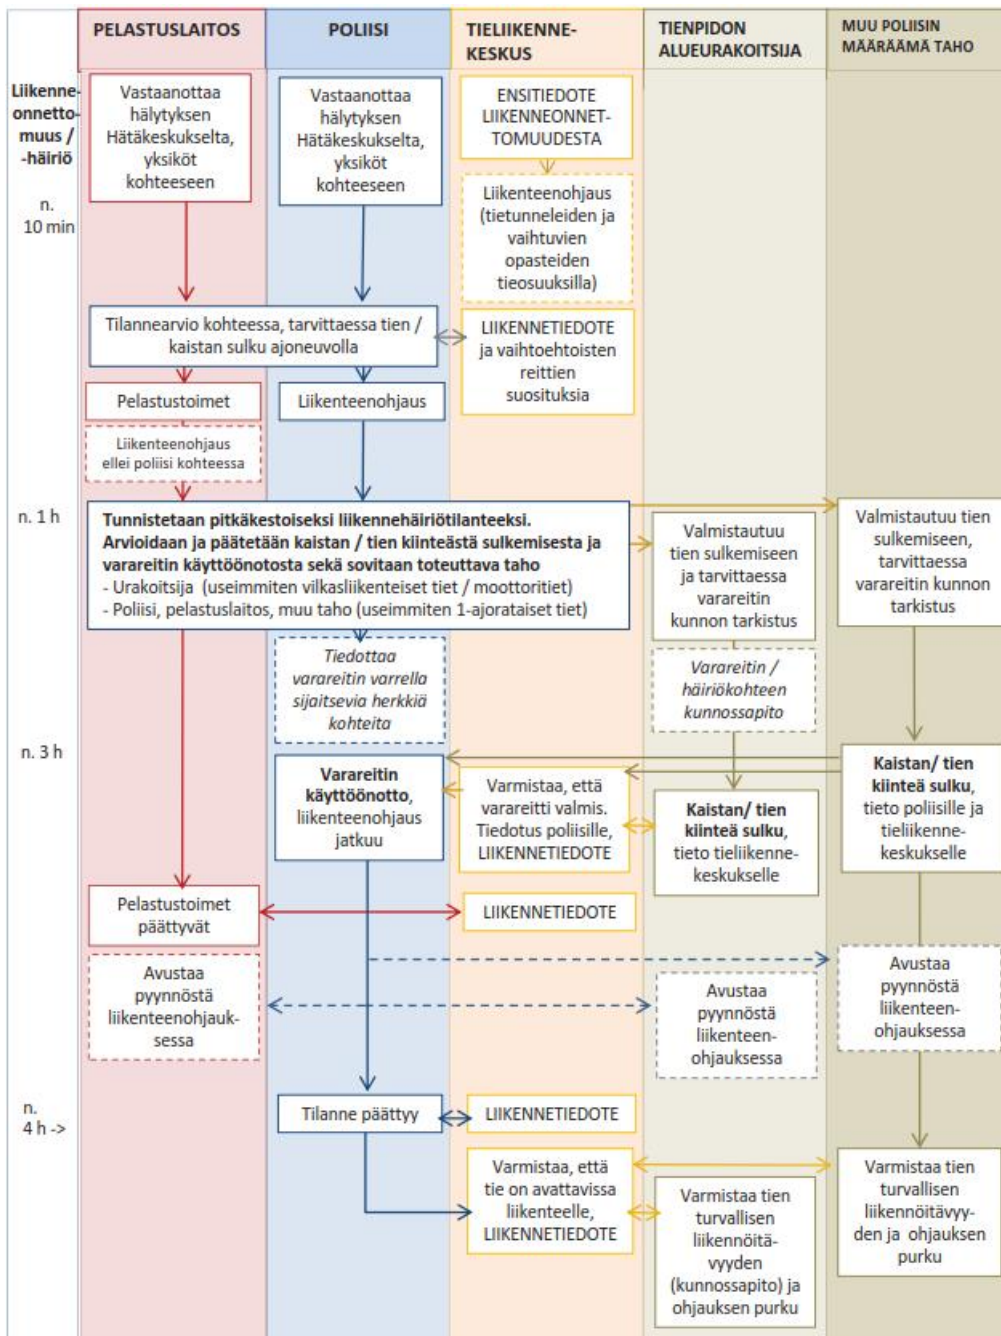 PELASTUSLAITOS
POLIISI
TIELIIKENNE-
KESKUS
TIENPIDON
ALUEURAKOITSIJA
MUU POLIISIN
MÄÄRÄÄMÄ TAHO
Liikenne-
onnetto-
muus /
-häiriö
n.
10 min
Vastaanottaa
hälytyksen
Hätäkeskukselta,
yksiköt
kohteeseen
Vastaanottaa
hälytyksen
Hätäkeskukselta,
yksiköt
kohteeseen
ENSITIEDOTE
LIIKENNEONNET-
TOMUUDESTA
Liikenteenohjaus
(tietunneleiden ja
vaihtuvien
opasteiden
tieosuuksilla)
Tilannearvio kohteessa, tarvittaessa tien /
kaistan sulku ajoneuvolla
LIIKENNETIEDOTE
ja vaihtoehtoisten
reittien
suosituksia
Pelastustoimet
Liikenteenohjaus
Liikenteenohjaus
ellei poliisi kohteessa
n. 1 h
Tunnistetaan pitkäkestoiseksi liikennehäiriötilanteeksi.
Arvioidaan ja päätetään kaistan / tien kiinteästä sulkemisesta ja
varareitin käyttöönotosta sekä sovitaan toteuttava taho
- Urakoitsija (useimmiten vilkasliikenteiset tiet / moottoritiet)
- Poliisi, pelastuslaitos, muu taho (useimmiten 1-ajorataiset tiet)
Valmistautuu
tien sulkemiseen
ja tarvittaessa
varareitin
kunnon tarkistus
Valmistautuu tien
sulkemiseen,
tarvittaessa
varareitin kunnon
tarkistus
Tiedottaa
varareitin varrella
sijaitsevia herkkiä
kohteita
Varareitin /
häiriökohteen
kunnossapito
n. 3 h
Varareitin
käyttöönotto,
liikenteenohjaus
jatkuu
Varmistaa, että
varareitti valmis.
Tiedotus poliisille,
LIIKENNETIEDOTE
Kaistan/ tien
kiinteä sulku,
tieto tieliikenne-
keskukselle
Kaistan/ tien
kiinteä sulku,
tieto poliisille ja
tieliikenne-
keskukselle
Pelastustoimet
päättyvät
LIIKENNETIEDOTE
Avustaa
pyynnöstä
liikenteenohjauk-
sessa
Avustaa
pyynnöstä
liikenteen-
ohjauksessa
Avustaa
pyynnöstä
liikenteen-
ohjauksessa
n.
4 h ->
Tilanne päättyy
LIIKENNETIEDOTE
Varmistaa, että
tie on avattavissa
liikenteelle,
LIIKENNETIEDOTE
Varmistaa tien
turvallisen
liikennöitä-
vyyden
(kunnossapito) ja
ohjauksen purku
Varmistaa tien
turvallisen
liikennöitävyy-
den ja ohjauksen
purku